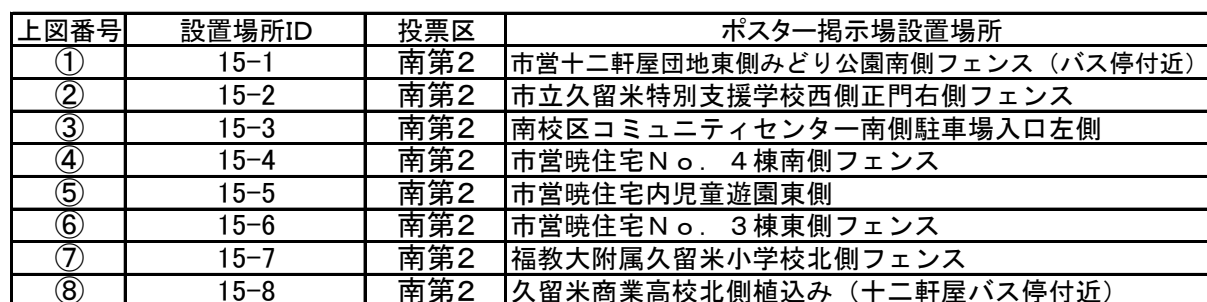 上図番号 設置場所ID 投票区 ポスター掲示場設置場所
① 15-1 南第2 市営十二軒屋団地東側みどり公園南側フェンス（バス停付近）
② 15-2 南第2 市立久留米特別支援学校西側正門右側フェンス
③ 15-3 南第2 南校区コミュニティセンター南側駐車場入口左側
④ 15-4 南第2 市営暁住宅Ｎｏ．４棟南側フェンス
⑤ 15-5 南第2 市営暁住宅内児童遊園東側
⑥ 15-6 南第2 市営暁住宅Ｎｏ．３棟東側フェンス
⑦ 15-7 南第2 福教大附属久留米小学校北側フェンス
⑧ 15-8 南第2 久留米商業高校北側植込み（十二軒屋バス停付近）